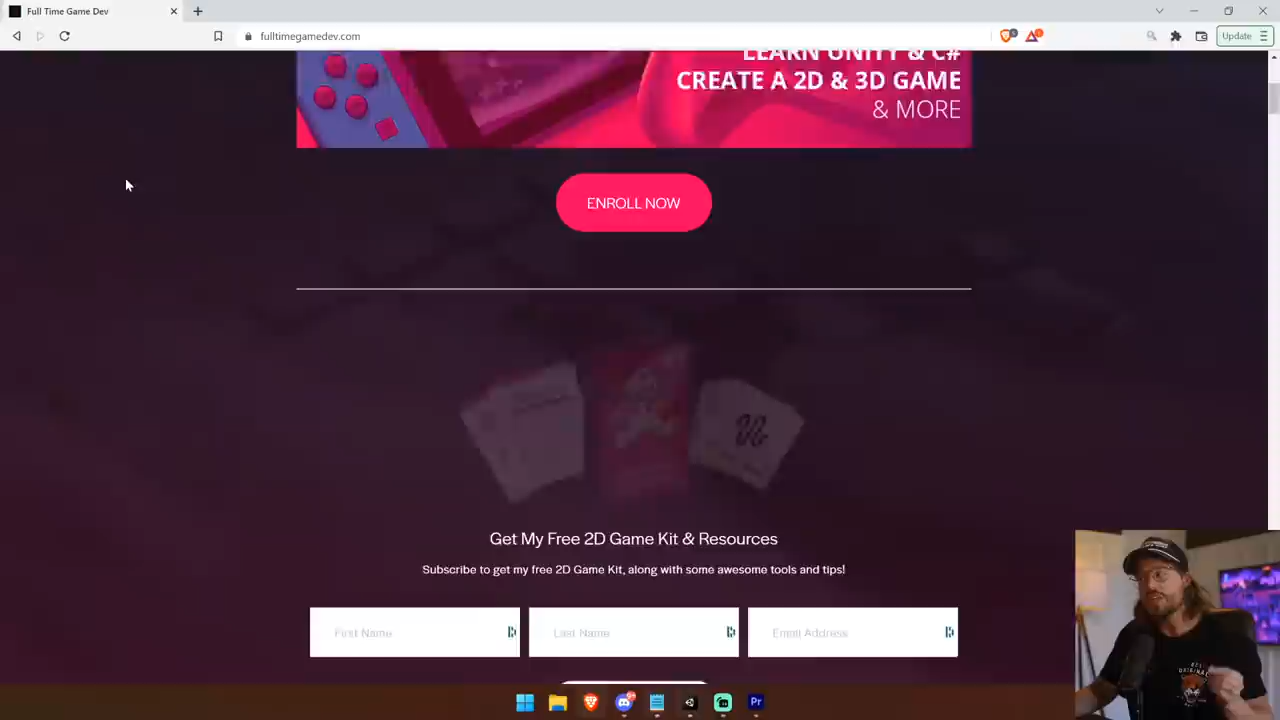 Full Time Game Dev
fulltimegamedev.com
Update
LEARN UNITY & C#
CREATE A 2D & 3D GAME
& MORE
ENROLL NOW
Get My Free 2D Game Kit & Resources
Subscribe to get my free 2D Game Kit, along with some awesome tools and tips!
First Name
Last Name
Email Address
Pr